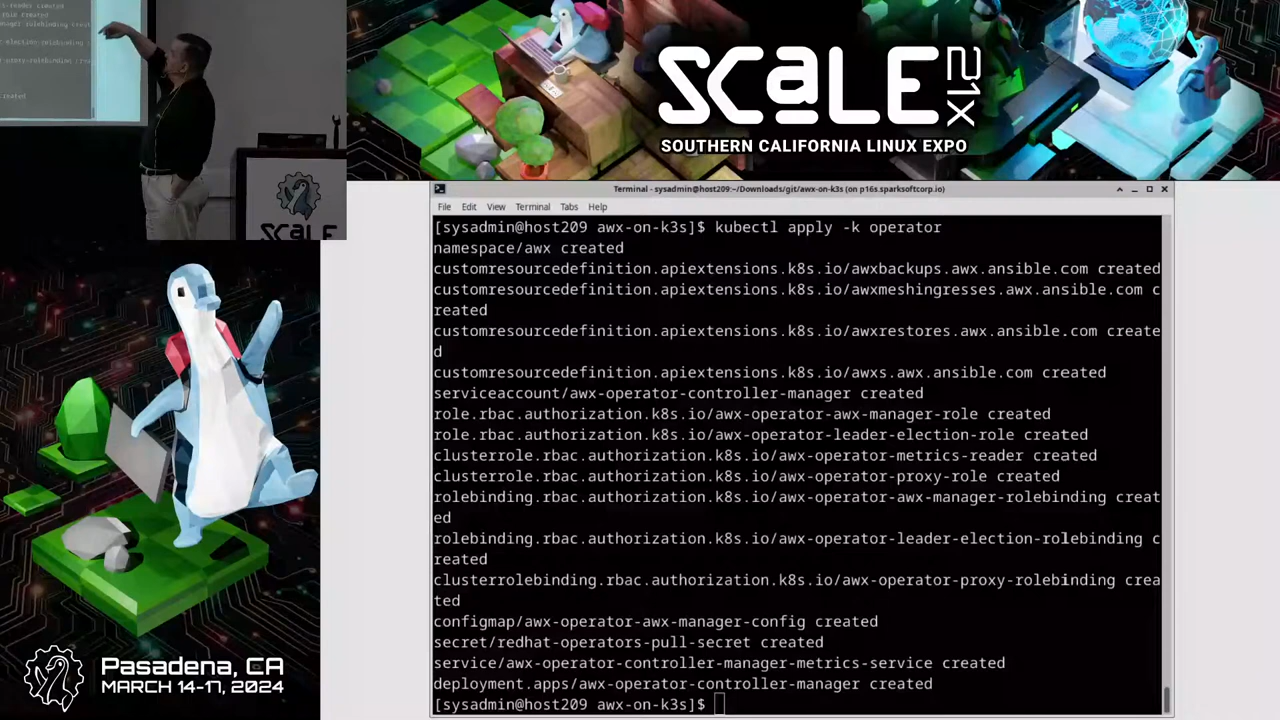 SCALE
21X
SOUTHERN CALIFORNIA LINUX EXPO
created
SCALE
Terminal - sysadmin@host209:~/Downloads/git/awx-on-k3s (on p16s.sparksoftcorp.io)
File Edit View Terminal Tabs Help
[sysadmin@host209 awx-on-k3s]$ kubectl apply -k operator
namespace/awx created
customresourcedefinition.apiextensions.k8s.io/awxbackups.awx.ansible.com created
customresourcedefinition.apiextensions.k8s.io/awxmeshingresses.awx.ansible.com c
reated
customresourcedefinition.apiextensions.k8s.io/awxrestores.awx.ansible.com create
d
customresourcedefinition.apiextensions.k8s.io/awxs.awx.ansible.com created
serviceaccount/awx-operator-controller-manager created
role.rbac.authorization.k8s.io/awx-operator-awx-manager-role created
role.rbac.authorization.k8s.io/awx-operator-leader-election-role created
clusterrole.rbac.authorization.k8s.io/awx-operator-metrics-reader created
clusterrole.rbac.authorization.k8s.io/awx-operator-proxy-role created
rolebinding.rbac.authorization.k8s.io/awx-operator-awx-manager-rolebinding creat
ed
rolebinding.rbac.authorization.k8s.io/awx-operator-leader-election-rolebinding c
reated
clusterrolebinding.rbac.authorization.k8s.io/awx-operator-proxy-rolebinding crea
ted
configmap/awx-operator-awx-manager-config created
secret/redhat-operators-pull-secret created
service/awx-operator-controller-manager-metrics-service created
deployment.apps/awx-operator-controller-manager created
[sysadmin@host209 awx-on-k3s]$
Pasadena, CA
MARCH 14-17, 2024